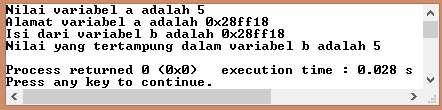 Nilai variabel a adalah 5
Alamat variabel a adalah 0x28ff18
Isi dari variabel b adalah 0x28ff18
Nilai yang tertampung dalam variabel b adalah 5
Process returned 0 (0x0)   execution time : 0.028 s
Press any key to continue.